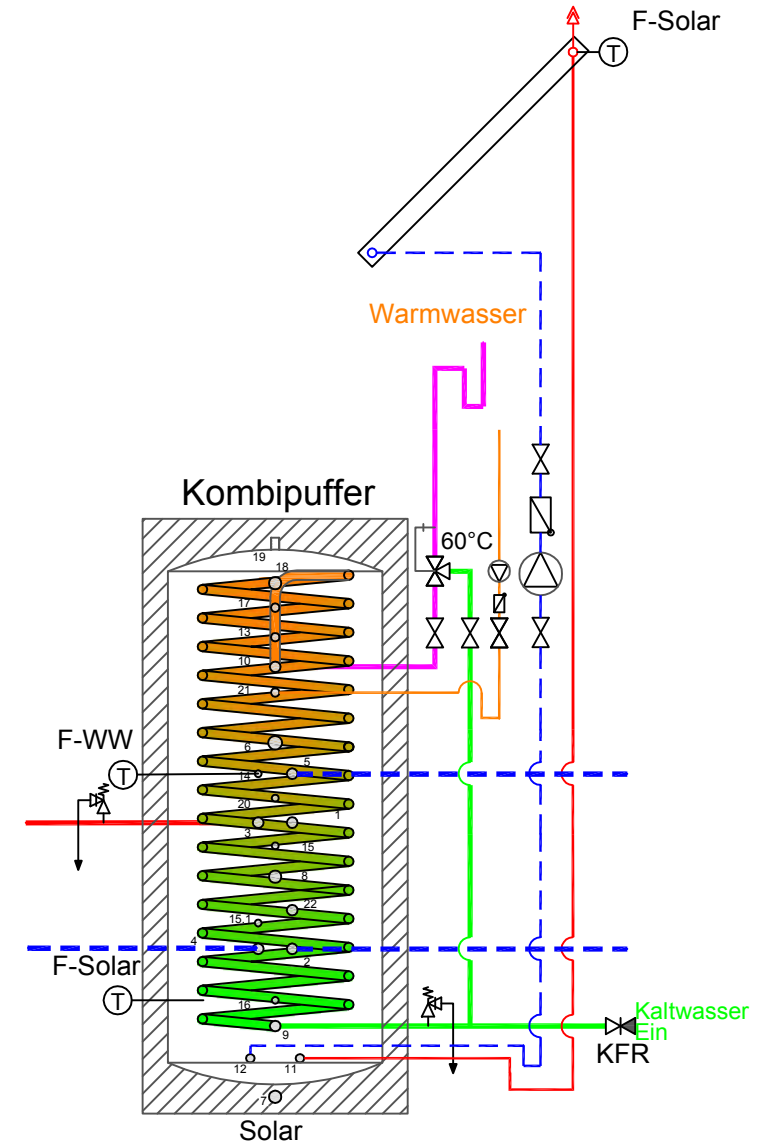 F-Solar
T
Warmwasser
Kombipuffer
60°C
19
18
17
13
10
21
F-WW
6
5
T
14
20
1
3
15
8
22
15.1
4
2
F-Solar
T
16
9
Kaltwasser
Ein
KFR
12
11
7
Solar